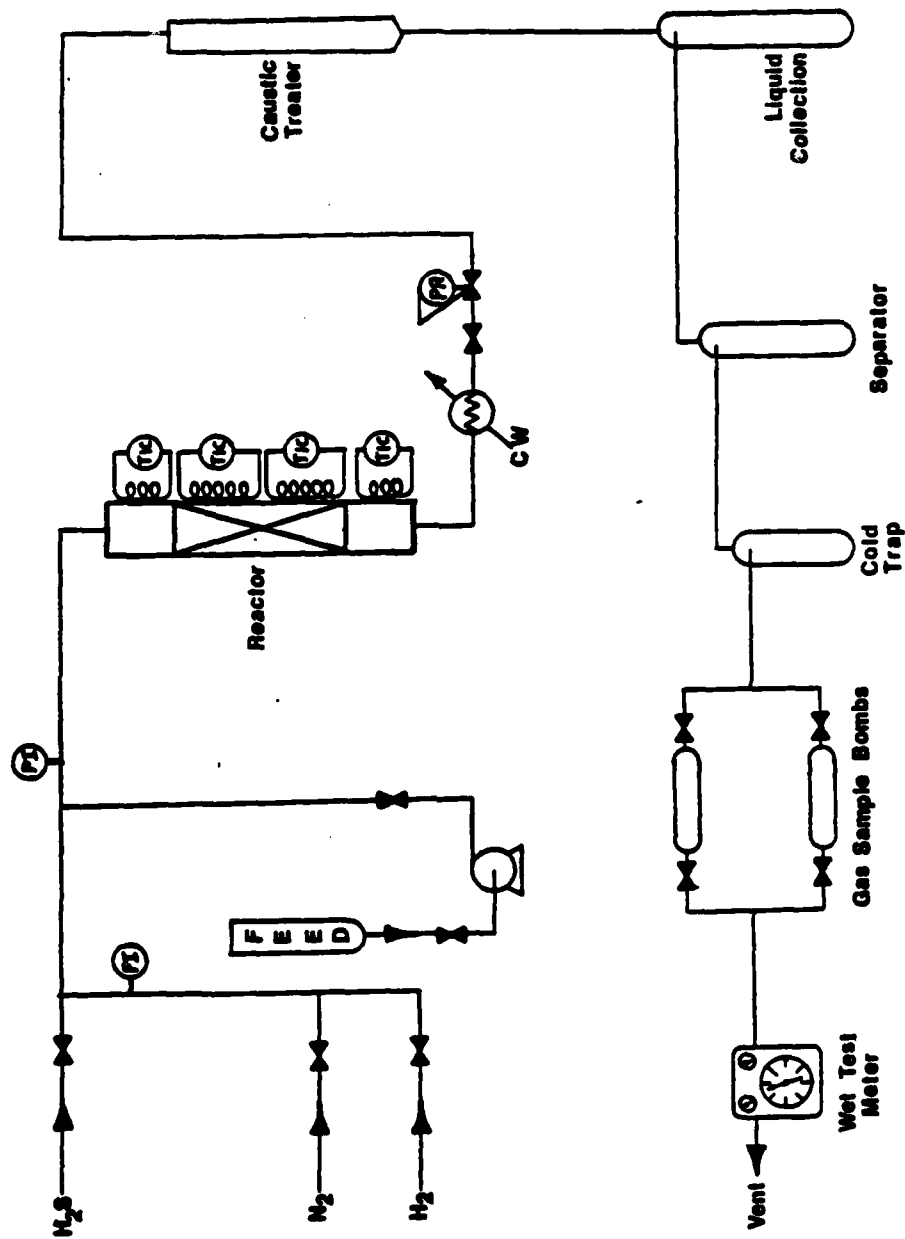 H2S
N2
H2
PI
PI
FEED
Reactor
TIC
TIC
TIC
TIC
CW
PR
Caustic
Treater
Liquid
Collection
Separator
Cold
Trap
Gas Sample Bombs
Wet Test
Meter
Vent